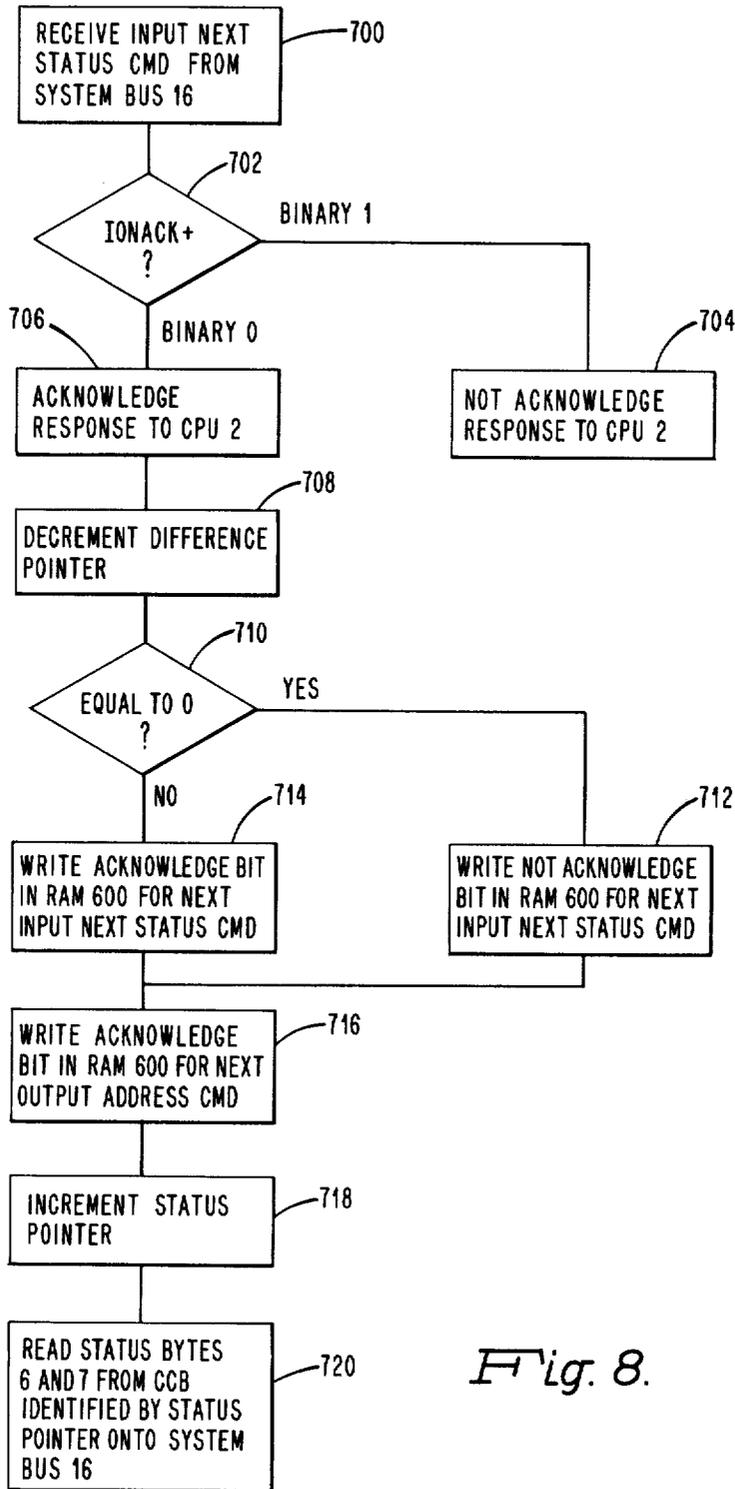 RECEIVE INPUT NEXT
STATUS CMD FROM
SYSTEM BUS 16
700
702
IONACK+
?
BINARY 1
BINARY 0
706
ACKNOWLEDGE
RESPONSE TO CPU 2
704
NOT ACKNOWLEDGE
RESPONSE TO CPU 2
708
DECREMENT DIFFERENCE
POINTER
710
EQUAL TO 0
?
YES
NO
714
WRITE ACKNOWLEDGE BIT
IN RAM 600 FOR NEXT
INPUT NEXT STATUS CMD
712
WRITE NOT ACKNOWLEDGE
BIT IN RAM 600 FOR NEXT
INPUT NEXT STATUS CMD
716
WRITE ACKNOWLEDGE
BIT IN RAM 600 FOR NEXT
OUTPUT ADDRESS CMD
718
INCREMENT STATUS
POINTER
720
READ STATUS BYTES
6 AND 7 FROM CCB
IDENTIFIED BY STATUS
POINTER ONTO SYSTEM
BUS 16
Fig. 8.